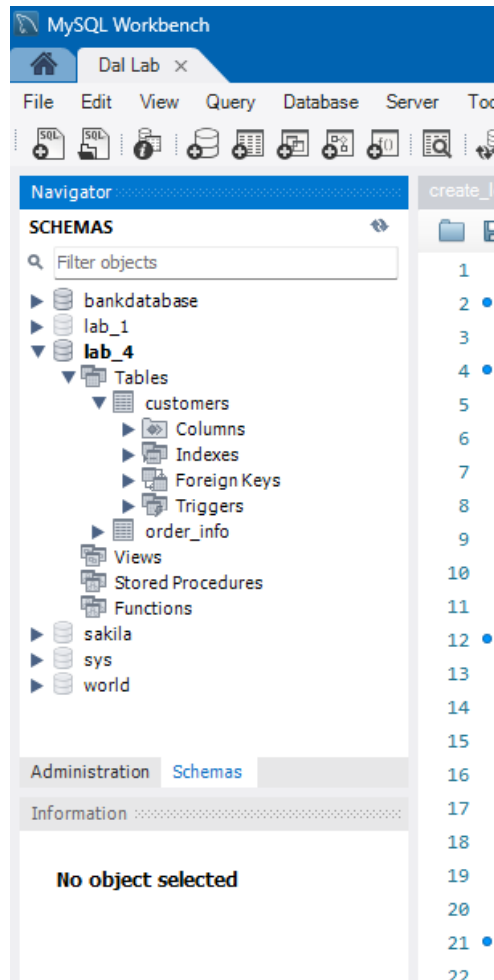 MySQL Workbench
Dal Lab ×
File Edit View Query Database Server
SQL SQL
Navigator
SCHEMAS
Filter objects
bankdatabase
lab_1
lab_4
Tables
customers
Columns
Indexes
Foreign Keys
Triggers
order_info
Views
Stored Procedures
Functions
sakila
sys
world
Administration Schemas
Information
No object selected
1
2
3
4
5
6
7
8
9
10
11
12
13
14
15
16
17
18
19
20
21
22